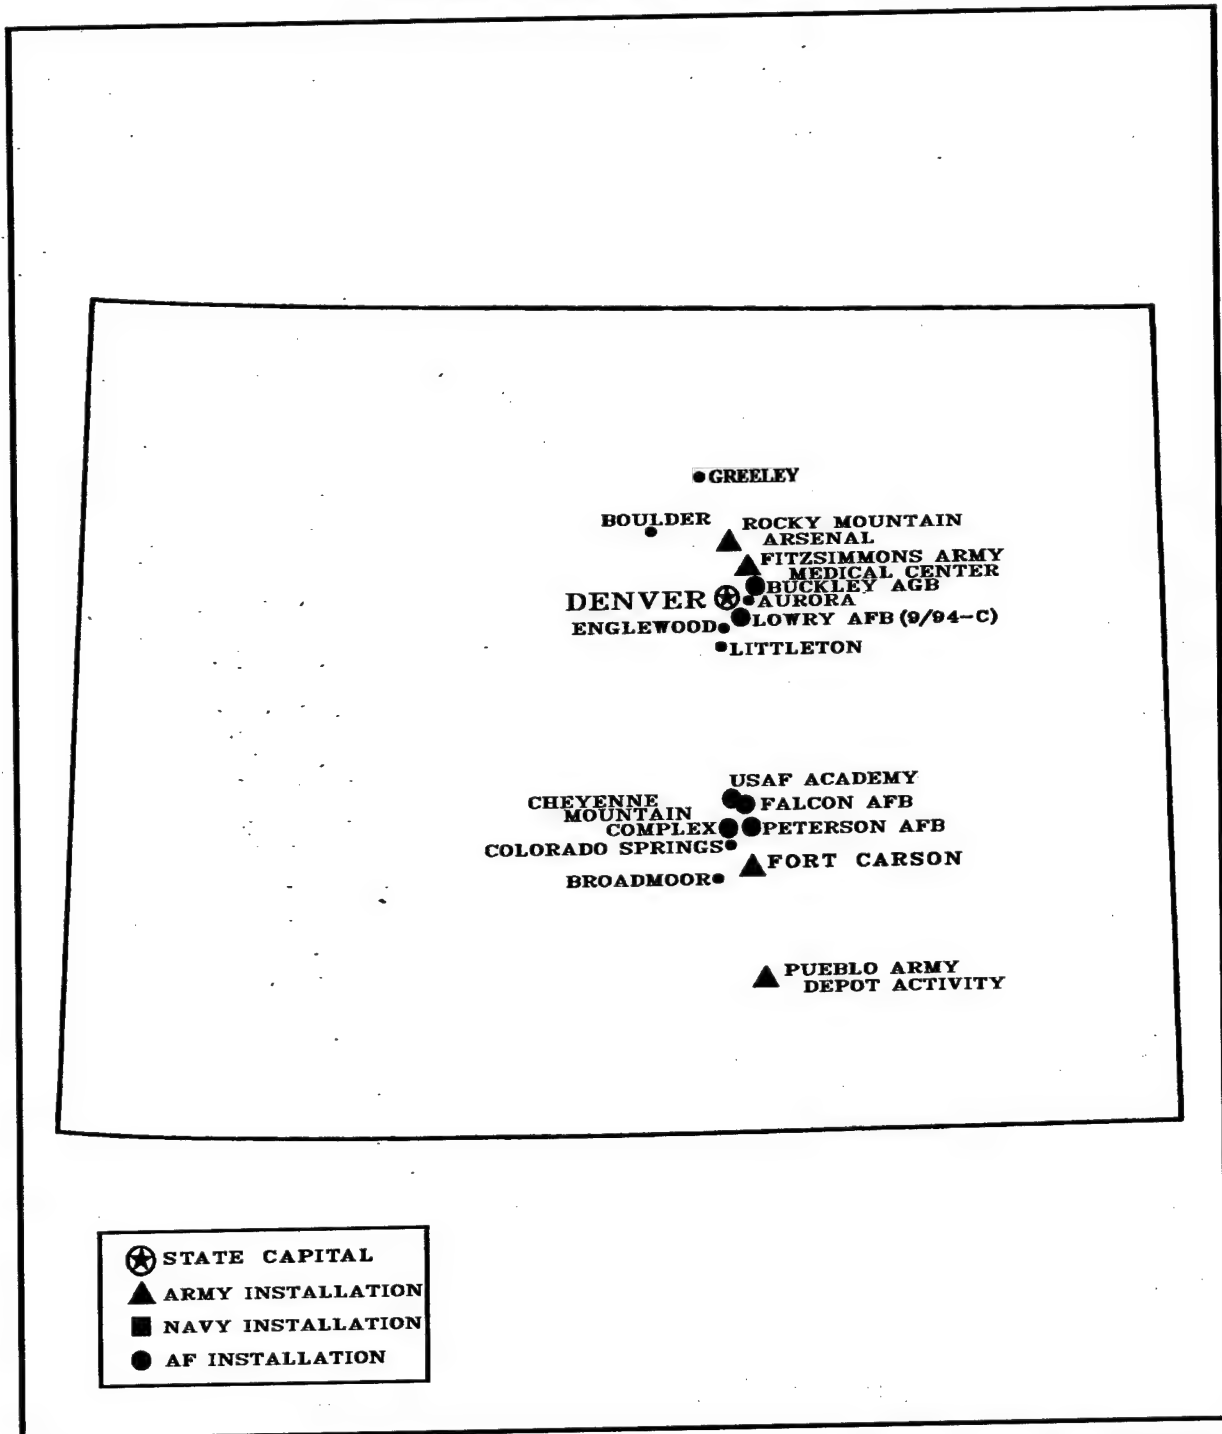 GREELEY
BOULDER
ROCKY MOUNTAIN
ARSENAL
FITZSIMMONS ARMY
MEDICAL CENTER
BUCKLEY AGB
DENVER
AURORA
LOWRY AFB (9/94-C)
ENGLEWOOD
LITTLETON
USAF ACADEMY
CHEYENNE
MOUNTAIN
COMPLEX
FALCON AFB
PETERSON AFB
COLORADO SPRINGS
FORT CARSON
BROADMOOR
PUEBLO ARMY
DEPOT ACTIVITY
STATE CAPITAL
ARMY INSTALLATION
NAVY INSTALLATION
AF INSTALLATION